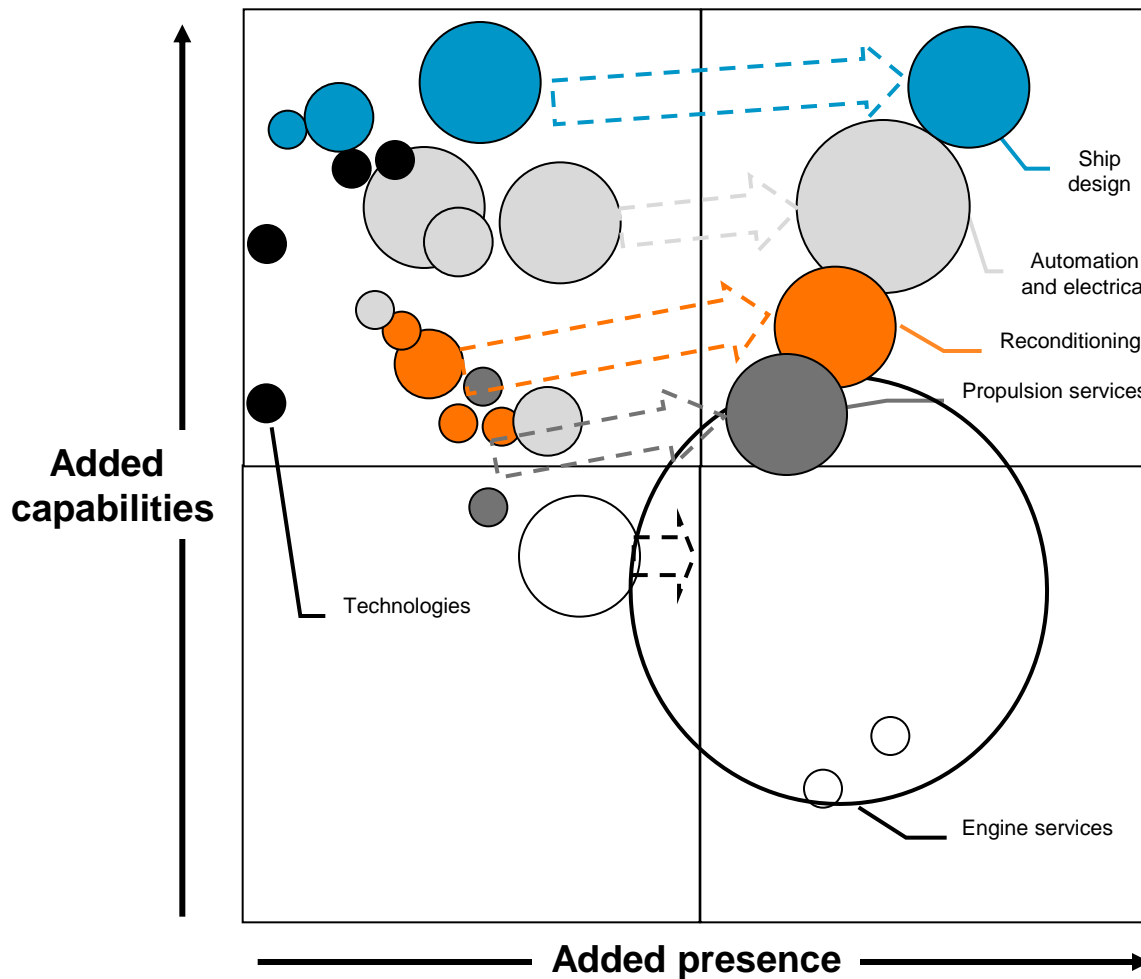 Ship
design
Automation
and electrica
Reconditioning
Propulsion services
Added
capabilities
Technologies
Engine services
Added presence